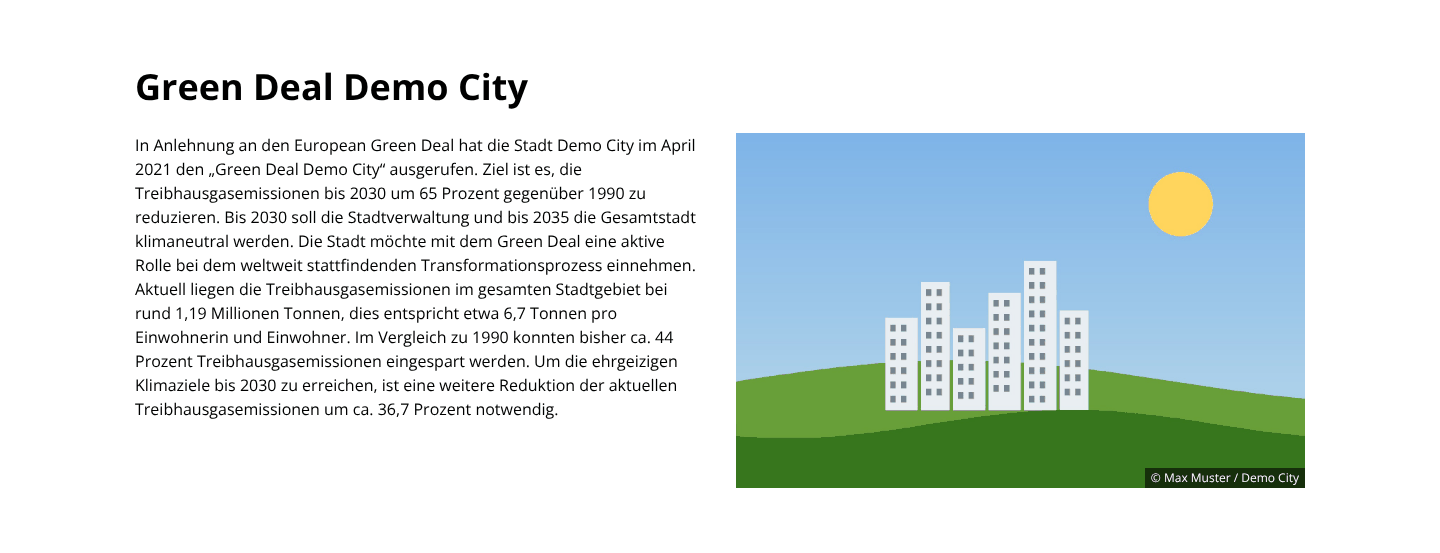 Green Deal Demo City
In Anlehnung an den European Green Deal hat die Stadt Demo City im April
2021 den „Green Deal Demo City“ ausgerufen. Ziel ist es, die
Treibhausgasemissionen bis 2030 um 65 Prozent gegenüber 1990 zu
reduzieren. Bis 2030 soll die Stadtverwaltung und bis 2035 die Gesamtstadt
klimaneutral werden. Die Stadt möchte mit dem Green Deal eine aktive
Rolle bei dem weltweit stattfindenden Transformationsprozess einnehmen.
Aktuell liegen die Treibhausgasemissionen im gesamten Stadtgebiet bei
rund 1,19 Millionen Tonnen, dies entspricht etwa 6,7 Tonnen pro
Einwohnerin und Einwohner. Im Vergleich zu 1990 konnten bisher ca. 44
Prozent Treibhausgasemissionen eingespart werden. Um die ehrgeizigen
Klimaziele bis 2030 zu erreichen, ist eine weitere Reduktion der aktuellen
Treibhausgasemissionen um ca. 36,7 Prozent notwendig.
© Max Muster / Demo City